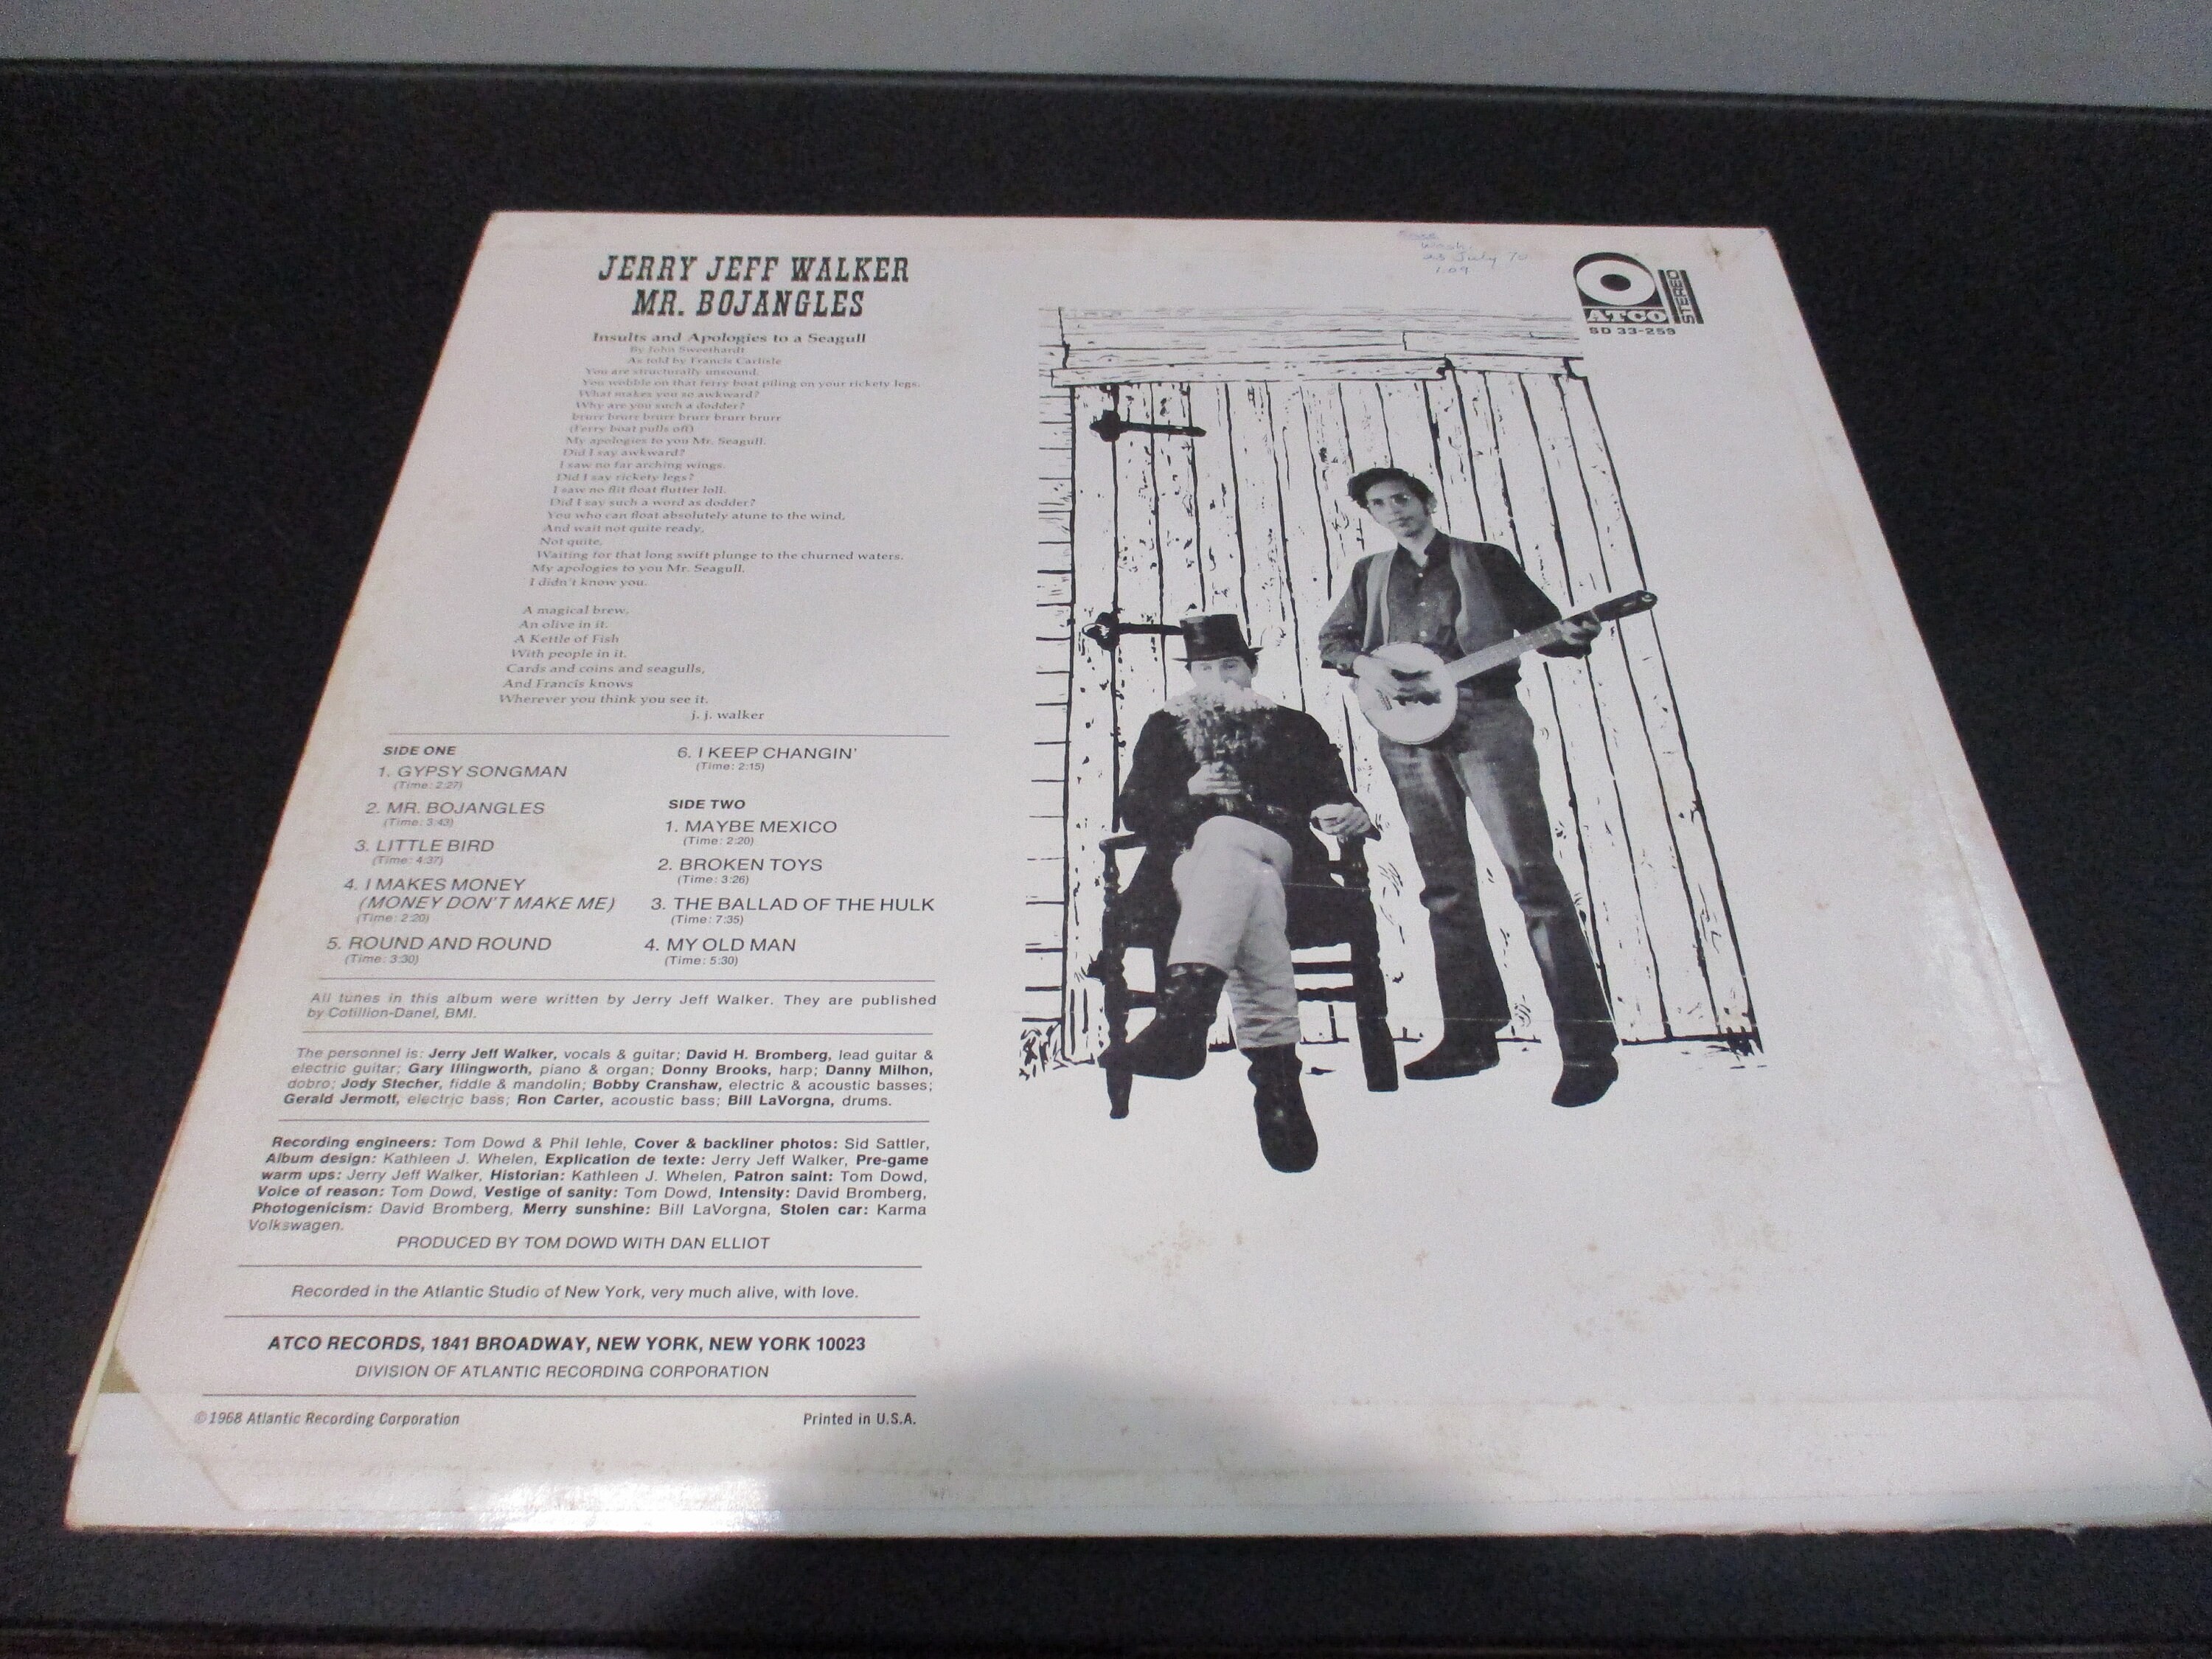 JERRY JEFF WALKER
MR. BOJANGLES
Insults and Apologies to a Seagull
By John Sweethardt
As told by Francis Carlisle
You are structurally unsound.
You wobble on that ferry boat piling on your rickety legs.
What makes you so awkward?
Why are you such a dodder?
brurr brurr brurr brurr brurr brurr
(Ferry boat pulls off)
My apologies to you Mr. Seagull.
Did I say awkward?
I saw no far arching wings.
Did I say rickety legs?
I saw no flit float flutter loll.
Did I say such a word as dodder?
You who can float absolutely atune to the wind,
And wait not quite ready,
Not quite,
Waiting for that long swift plunge to the churned waters.
My apologies to you Mr. Seagull.
I didn't know you.
A magical brew,
An olive in it.
A Kettle of Fish
With people in it.
Cards and coins and seagulls,
And Francis knows
Wherever you think you see it.
j. j. walker
SIDE ONE
1. GYPSY SONGMAN
(Time: 2:27)
2. MR. BOJANGLES
(Time: 3:43)
3. LITTLE BIRD
(Time: 4:37)
4. I MAKES MONEY
(MONEY DON'T MAKE ME)
(Time: 2:20)
5. ROUND AND ROUND
(Time: 3:30)
6. I KEEP CHANGIN'
(Time: 2:15)
SIDE TWO
1. MAYBE MEXICO
(Time: 2:20)
2. BROKEN TOYS
(Time: 3:26)
3. THE BALLAD OF THE HULK
(Time: 7:35)
4. MY OLD MAN
(Time: 5:30)
All tunes in this album were written by Jerry Jeff Walker. They are published
by Cotillion-Danel, BMI.
The personnel is: Jerry Jeff Walker, vocals & guitar; David H. Bromberg, lead guitar &
electric guitar; Gary Illingworth, piano & organ; Donny Brooks, harp; Danny Milhon,
dobro; Jody Stecher, fiddle & mandolin; Bobby Cranshaw, electric & acoustic basses;
Gerald Jermott, electric bass; Ron Carter, acoustic bass; Bill LaVorgna, drums.
Recording engineers: Tom Dowd & Phil Iehle, Cover & backliner photos: Sid Sattler,
Album design: Kathleen J. Whelen, Explication de texte: Jerry Jeff Walker, Pre-game
warm ups: Jerry Jeff Walker, Historian: Kathleen J. Whelen, Patron saint: Tom Dowd,
Voice of reason: Tom Dowd, Vestige of sanity: Tom Dowd, Intensity: David Bromberg,
Photogenicism: David Bromberg, Merry sunshine: Bill LaVorgna, Stolen car: Karma
Volkswagen.
PRODUCED BY TOM DOWD WITH DAN ELLIOT
Recorded in the Atlantic Studio of New York, very much alive, with love.
ATCO RECORDS, 1841 BROADWAY, NEW YORK, NEW YORK 10023
DIVISION OF ATLANTIC RECORDING CORPORATION
©1968 Atlantic Recording Corporation
Printed in U.S.A.
Wash.
23 July 70
1.09
ATCO
STEREO
SD 33-259